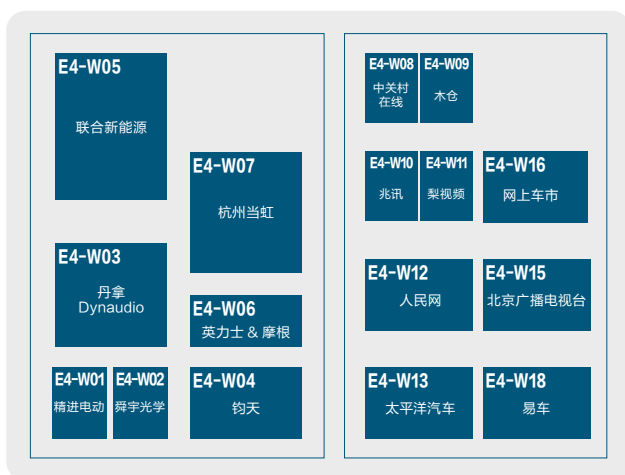 E4-W05
联合新能源
E4-W07
杭州当虹
E4-W03
丹拿
Dynaudio
E4-W06
英力士 & 摩根
E4-W01
精进电动
E4-W02
舜宇光学
E4-W04
钧天
E4-W08
中关村
在线
E4-W09
木仓
E4-W10
兆讯
E4-W11
梨视频
E4-W16
网上车市
E4-W12
人民网
E4-W15
北京广播电视台
E4-W13
太平洋汽车
E4-W18
易车